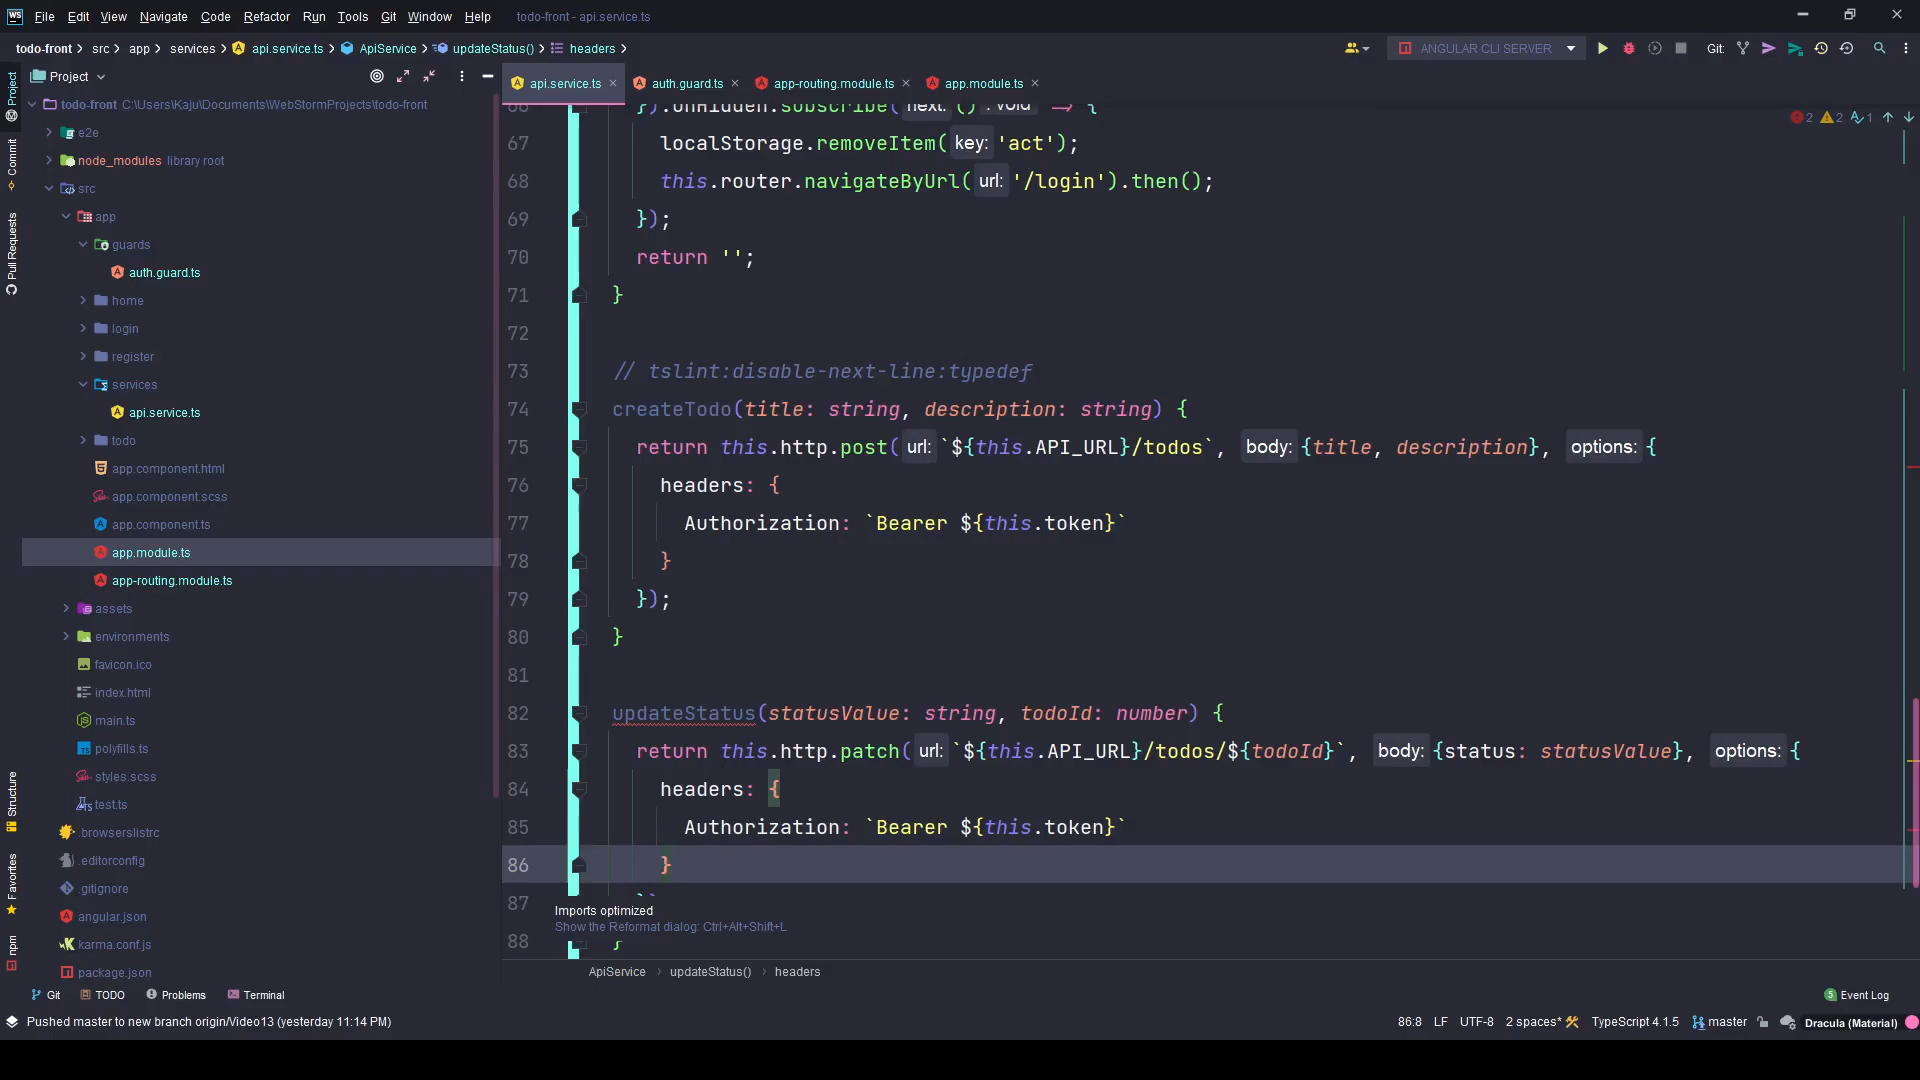 WS File Edit View Navigate Code Refactor Run Tools Git Window Help todo-front - api.service.ts
todo-front src app services api.service.ts ApiService updateStatus() headers ANGULAR CLI SERVER Git:
Project
api.service.ts auth.guard.ts app-routing.module.ts app.module.ts
Project
Commit
Pull Requests
Structure
Favorites
npm
todo-front C:\Users\Kaju\Documents\WebStormProjects\todo-front
e2e
node_modules library root
src
app
guards
auth.guard.ts
home
login
register
services
api.service.ts
todo
app.component.html
app.component.scss
app.component.ts
app.module.ts
app-routing.module.ts
assets
environments
favicon.ico
index.html
main.ts
polyfills.ts
styles.scss
test.ts
.browserslistrc
.editorconfig
.gitignore
angular.json
karma.conf.js
package.json
2 2 1
66 }).onHidden.subscribe( next: () : void => {
67 localStorage.removeItem( key: 'act');
68 this.router.navigateByUrl( url: '/login').then();
69 });
70 return '';
71 }
72
73 // tslint:disable-next-line:typedef
74 createTodo(title: string, description: string) {
75 return this.http.post( url: `${this.API_URL}/todos`, body: {title, description}, options: {
76 headers: {
77 Authorization: `Bearer ${this.token}`
78 }
79 });
80 }
81
82 updateStatus(statusValue: string, todoId: number) {
83 return this.http.patch( url: `${this.API_URL}/todos/${todoId}`, body: {status: statusValue}, options: {
84 headers: {
85 Authorization: `Bearer ${this.token}`
86 }
87
88 }
Imports optimized
Show the Reformat dialog: Ctrl+Alt+Shift+L
ApiService updateStatus() headers
Git TODO Problems Terminal 5 Event Log
Pushed master to new branch origin/Video13 (yesterday 11:14 PM) 86:8 LF UTF-8 2 spaces* TypeScript 4.1.5 master Dracula (Material)